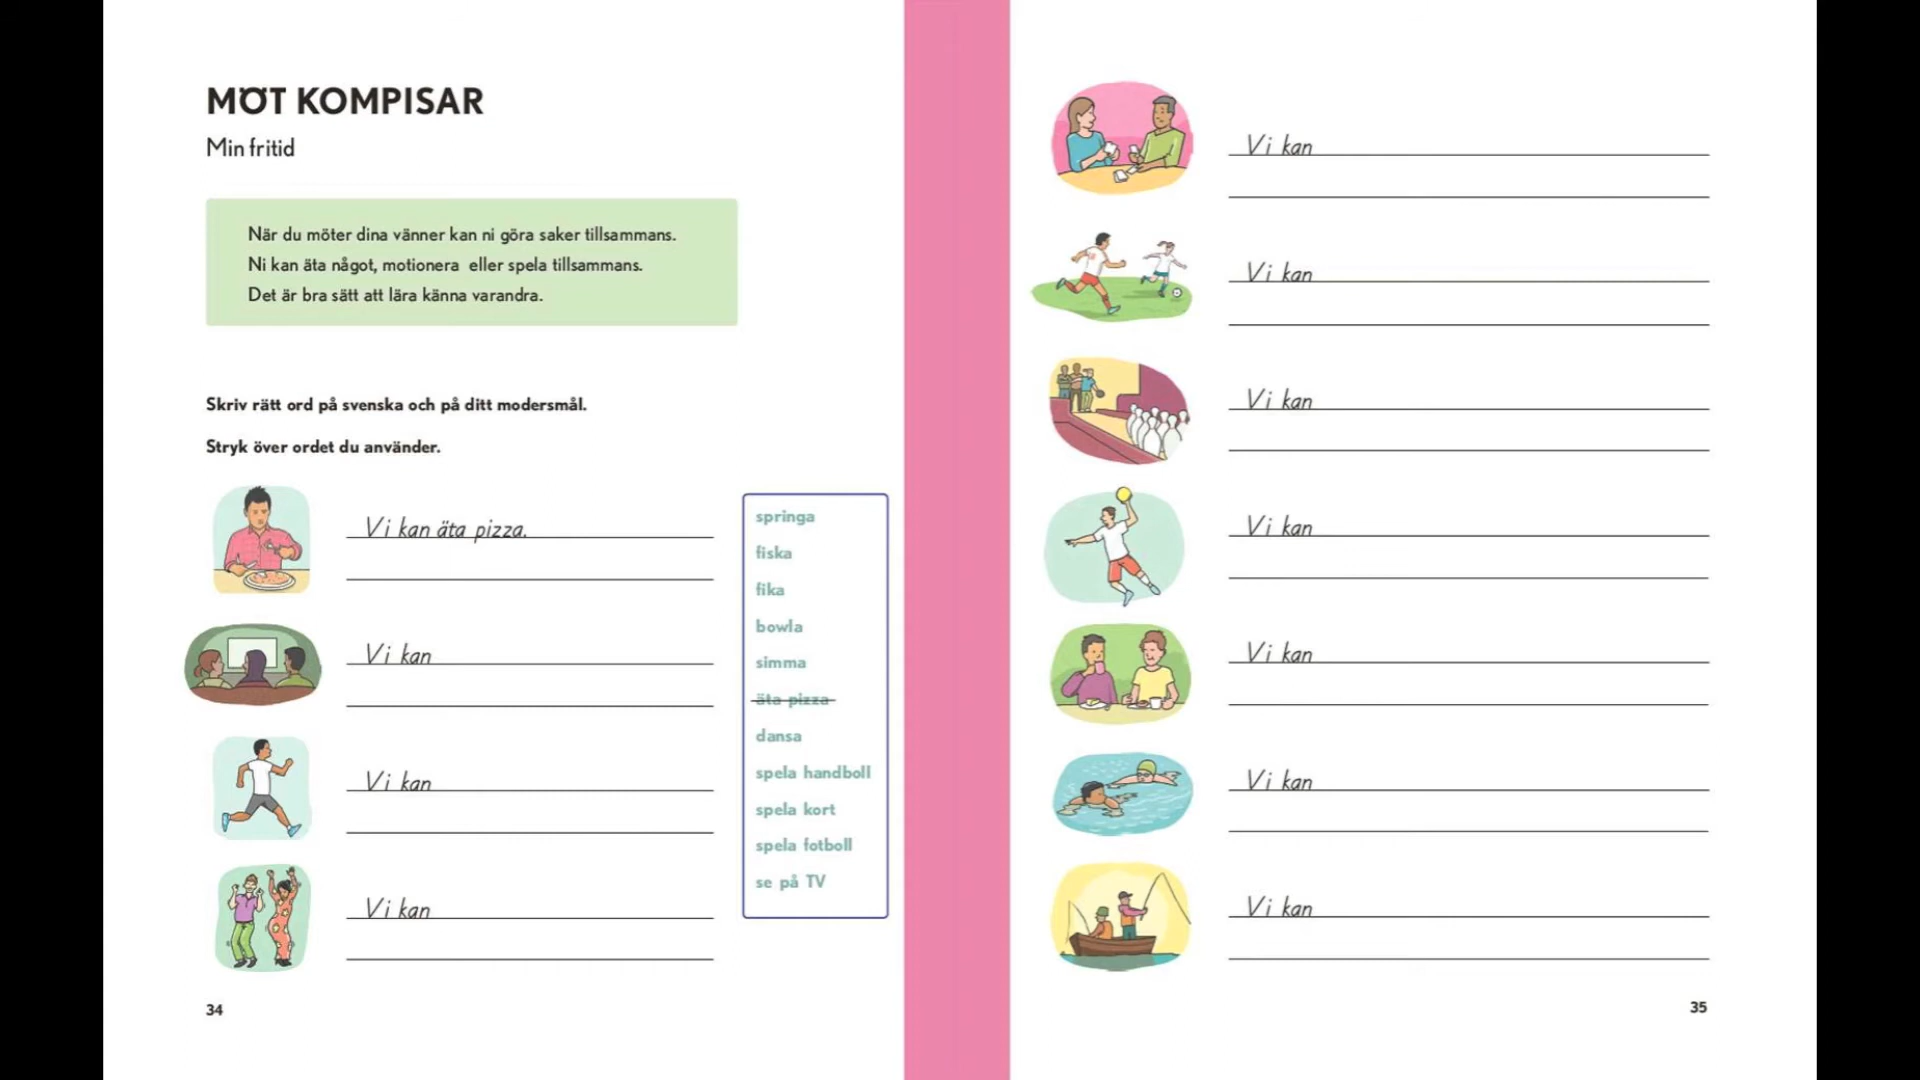 MÖT KOMPISAR
Min fritid
När du möter dina vänner kan ni göra saker tillsammans.
Ni kan äta något, motionera eller spela tillsammans.
Det är bra sätt att lära känna varandra.
Skriv rätt ord på svenska och på ditt modersmål.
Stryk över ordet du använder.
Vi kan äta pizza.
Vi kan
Vi kan
Vi kan
springa
fiska
fika
bowla
simma
äta pizza
dansa
spela handboll
spela kort
spela fotboll
se på TV
34
Vi kan
Vi kan
Vi kan
Vi kan
Vi kan
Vi kan
Vi kan
35